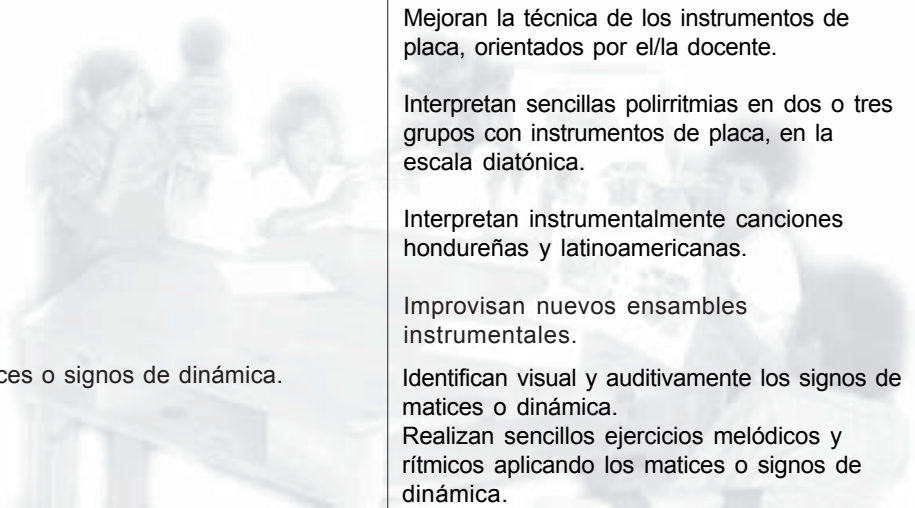 Mejoran la técnica de los instrumentos de
placa, orientados por el/la docente.
Interpretan sencillas polirritmias en dos o tres
grupos con instrumentos de placa, en la
escala diatónica.
Interpretan instrumentalmente canciones
hondureñas y latinoamericanas.
Improvisan nuevos ensambles
instrumentales.
ces o signos de dinámica.
Identifican visual y auditivamente los signos de
matices o dinámica.
Realizan sencillos ejercicios melódicos y
rítmicos aplicando los matices o signos de
dinámica.